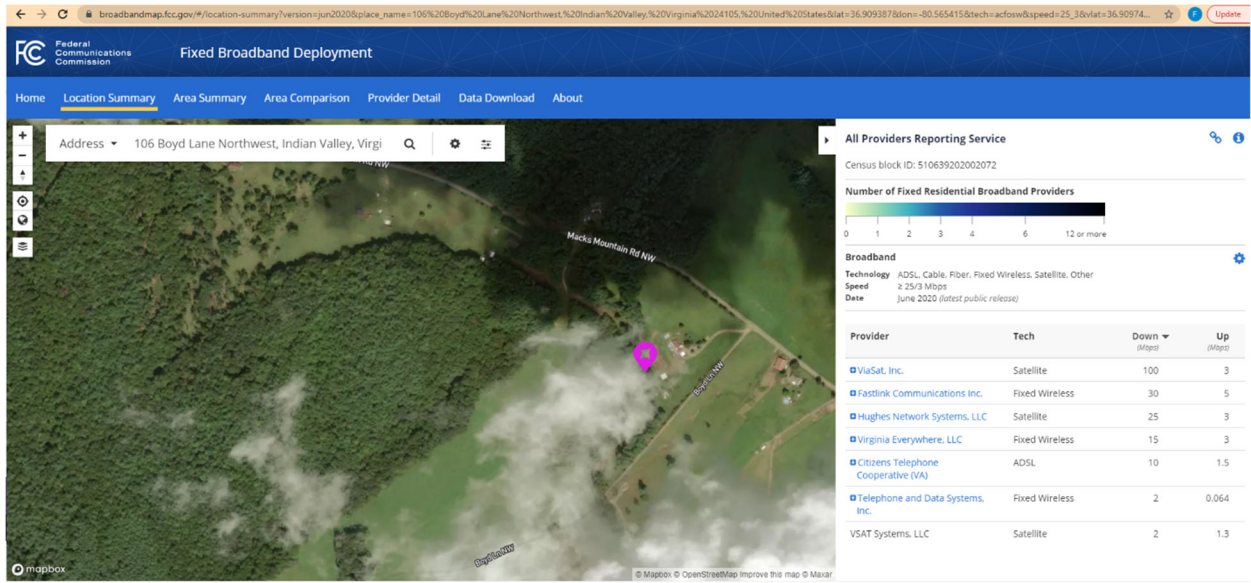 broadbandmap.fcc.gov/#/location-summary?version=jun2020&place_name=106%20Boyd%20Lane%20Northwest,%20Indian%20Valley,%20Virginia%2024105,%20United%20States&lat=36.909387&lon=-80.565415&tech=acfosw&speed=25_3&vlat=36.90974...
F
Update
FC
Federal
Communications
Commission
Fixed Broadband Deployment
Home Location Summary Area Summary Area Comparison Provider Detail Data Download About
Address 106 Boyd Lane Northwest, Indian Valley, Virgi
Macks Mountain Rd NW
Boyd Ln NW
Boyd Ln NW
mapbox
© Mapbox © OpenStreetMap Improve this map © Maxar
All Providers Reporting Service
Census block ID: 510639202002072
Number of Fixed Residential Broadband Providers
0 1 2 3 4 6 12 or more
Broadband
Technology ADSL, Cable, Fiber, Fixed Wireless, Satellite, Other
Speed ≥ 25/3 Mbps
Date June 2020 (latest public release)
Provider Tech Down Up
(Mbps) (Mbps)
ViaSat, Inc. Satellite 100 3
Fastlink Communications Inc. Fixed Wireless 30 5
Hughes Network Systems, LLC Satellite 25 3
Virginia Everywhere, LLC Fixed Wireless 15 3
Citizens Telephone ADSL 10 1.5
Cooperative (VA)
Telephone and Data Systems, Fixed Wireless 2 0.064
Inc.
VSAT Systems, LLC Satellite 2 1.3